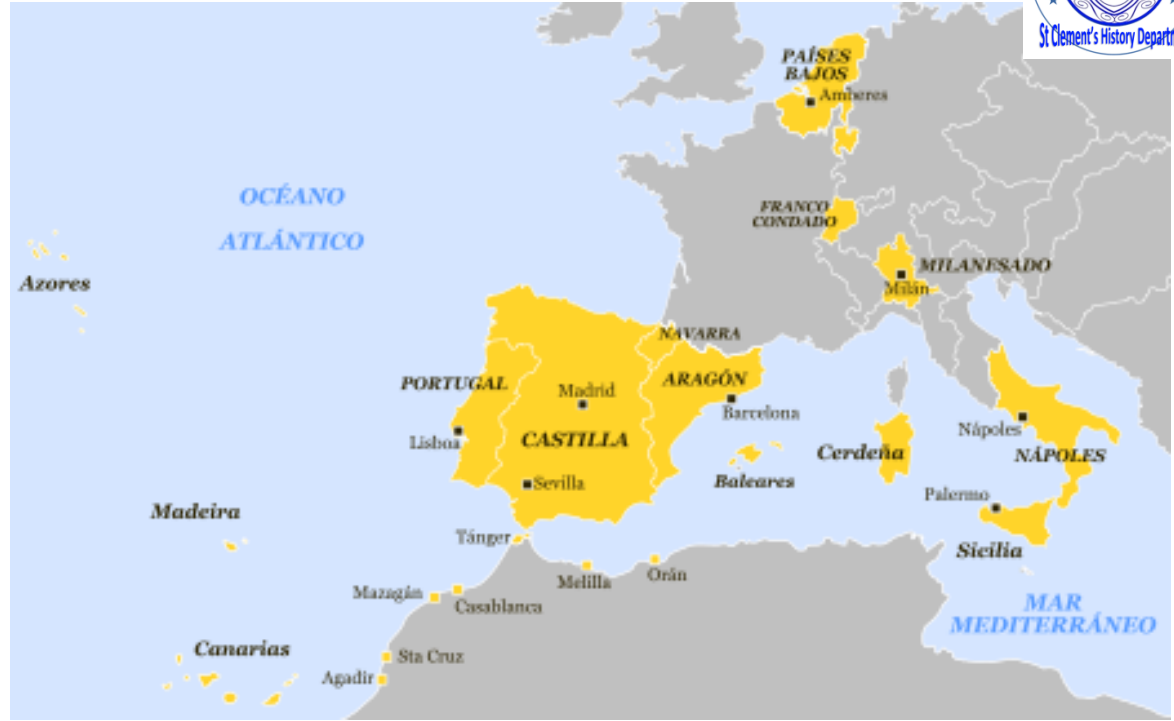 St Clement's History Depart
PAÍSES
BAJOS
Amberes
OCÉANO
ATLÁNTICO
FRANCO
CONDADO
MILANESADO
Milán
Azores
NAVARRA
PORTUGAL
Madrid
ARAGÓN
Barcelona
Lisboa
CASTILLA
Cerdeña
Nápoles
NÁPOLES
Sevilla
Baleares
Palermo
Madeira
Sicilia
Tánger
Melilla
Orán
Mazagán
Casablanca
MAR
MEDITERRÁNEO
Canarias
Sta Cruz
Agadir